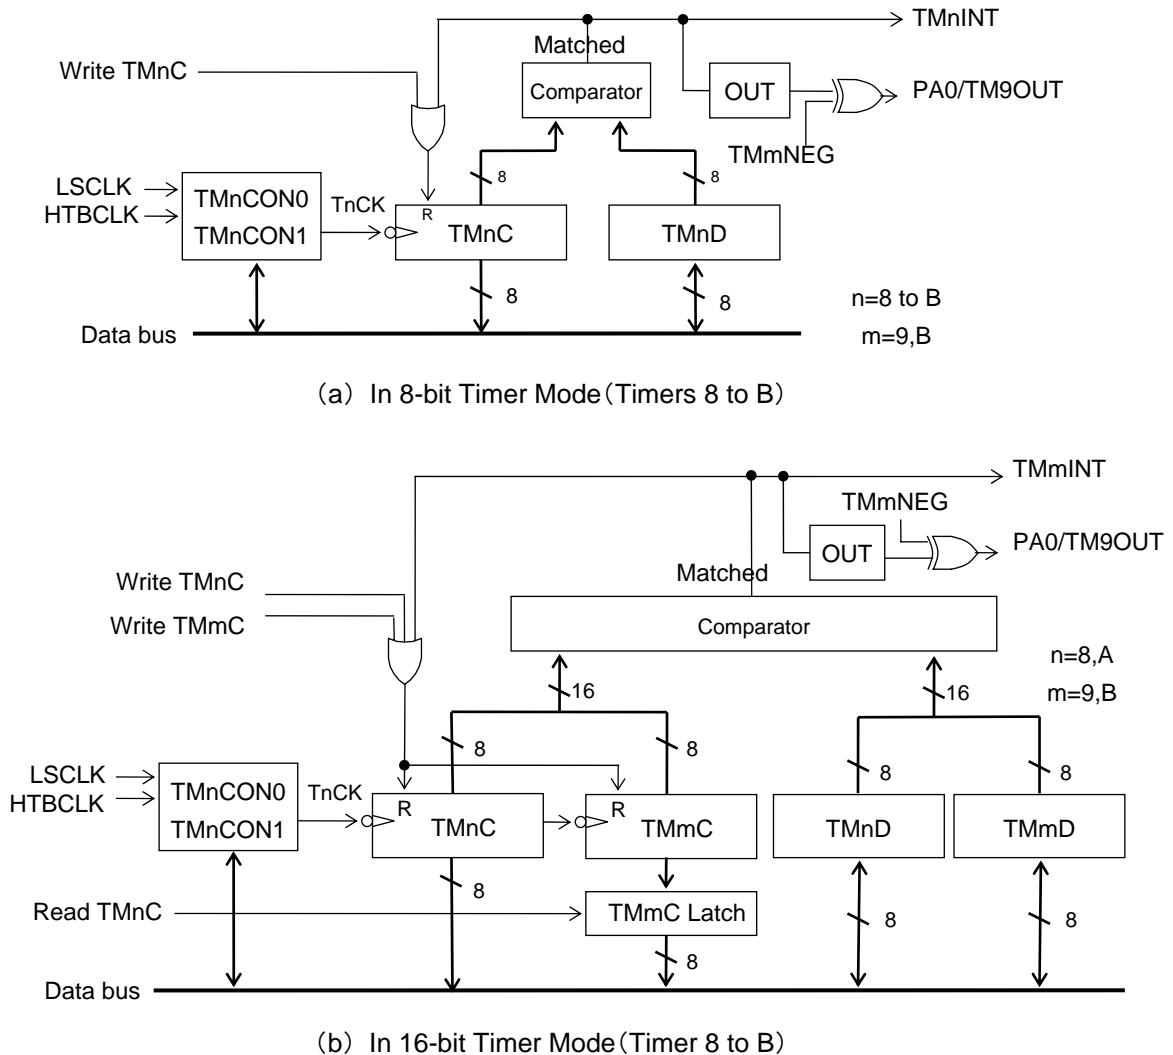 TMnINT
Matched
Write TMnC
Comparator
OUT
PA0/TM9OUT
TMmNEG
8
8
LSCLK
HTBCLK
TMnCON0
TMnCON1
TnCK
R
TMnC
TMnD
8
8
n=8 to B
m=9,B
Data bus
(a) In 8-bit Timer Mode(Timers 8 to B)
TMmINT
TMmNEG
OUT
PA0/TM9OUT
Matched
Write TMnC
Write TMmC
Comparator
n=8,A
m=9,B
16
16
8
8
8
8
LSCLK
HTBCLK
TMnCON0
TMnCON1
TnCK
R
TMnC
R
TMmC
TMnD
TMmD
8
Read TMnC
TMmC Latch
8
8
8
Data bus
(b) In 16-bit Timer Mode(Timer 8 to B)